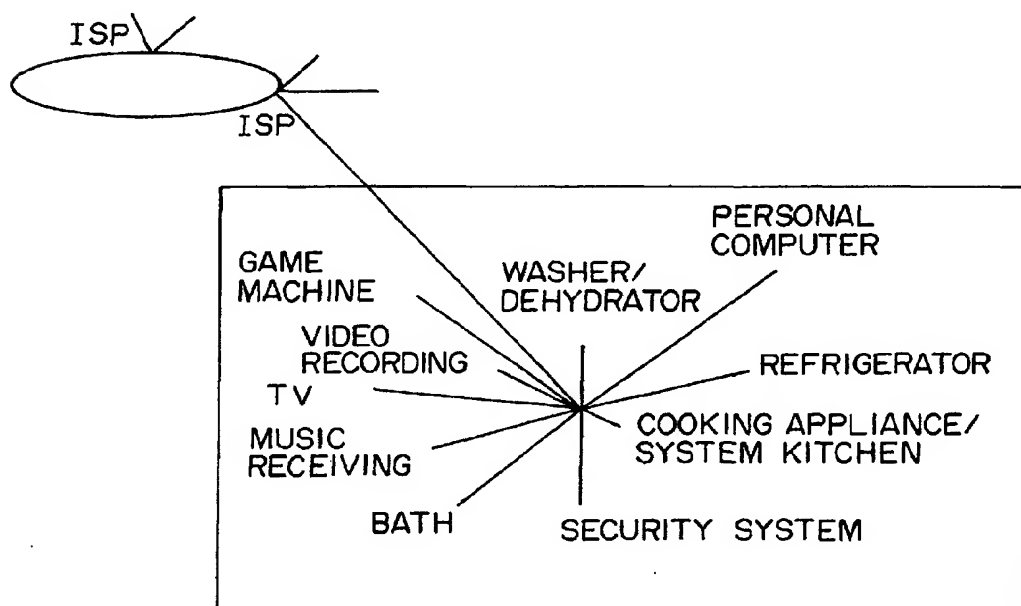 ISP
ISP
PERSONAL
COMPUTER
GAME
MACHINE
WASHER/
DEHYDRATOR
VIDEO
RECORDING
REFRIGERATOR
TV
COOKING APPLIANCE/
SYSTEM KITCHEN
MUSIC
RECEIVING
BATH
SECURITY SYSTEM